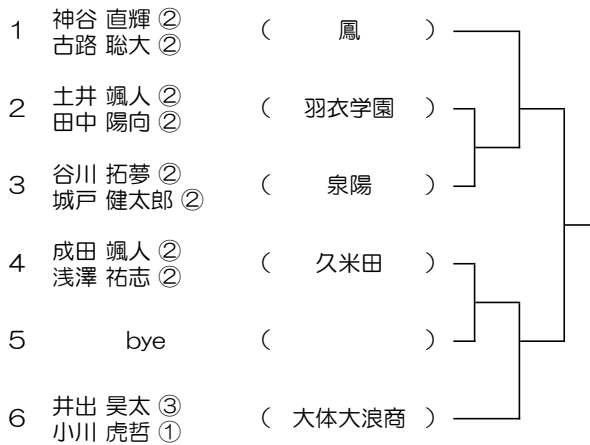 1 神谷 直輝 ② ( 鳳 )
古路 聡大 ②
2 土井 颯人 ② ( 羽衣学園 )
田中 陽向 ②
3 谷川 拓夢 ② ( 泉陽 )
城戸 健太郎 ②
4 成田 颯人 ② ( 久米田 )
浅澤 祐志 ②
5 bye ( )
6 井出 昊太 ③ ( 大体大浪商 )
小川 虎哲 ①